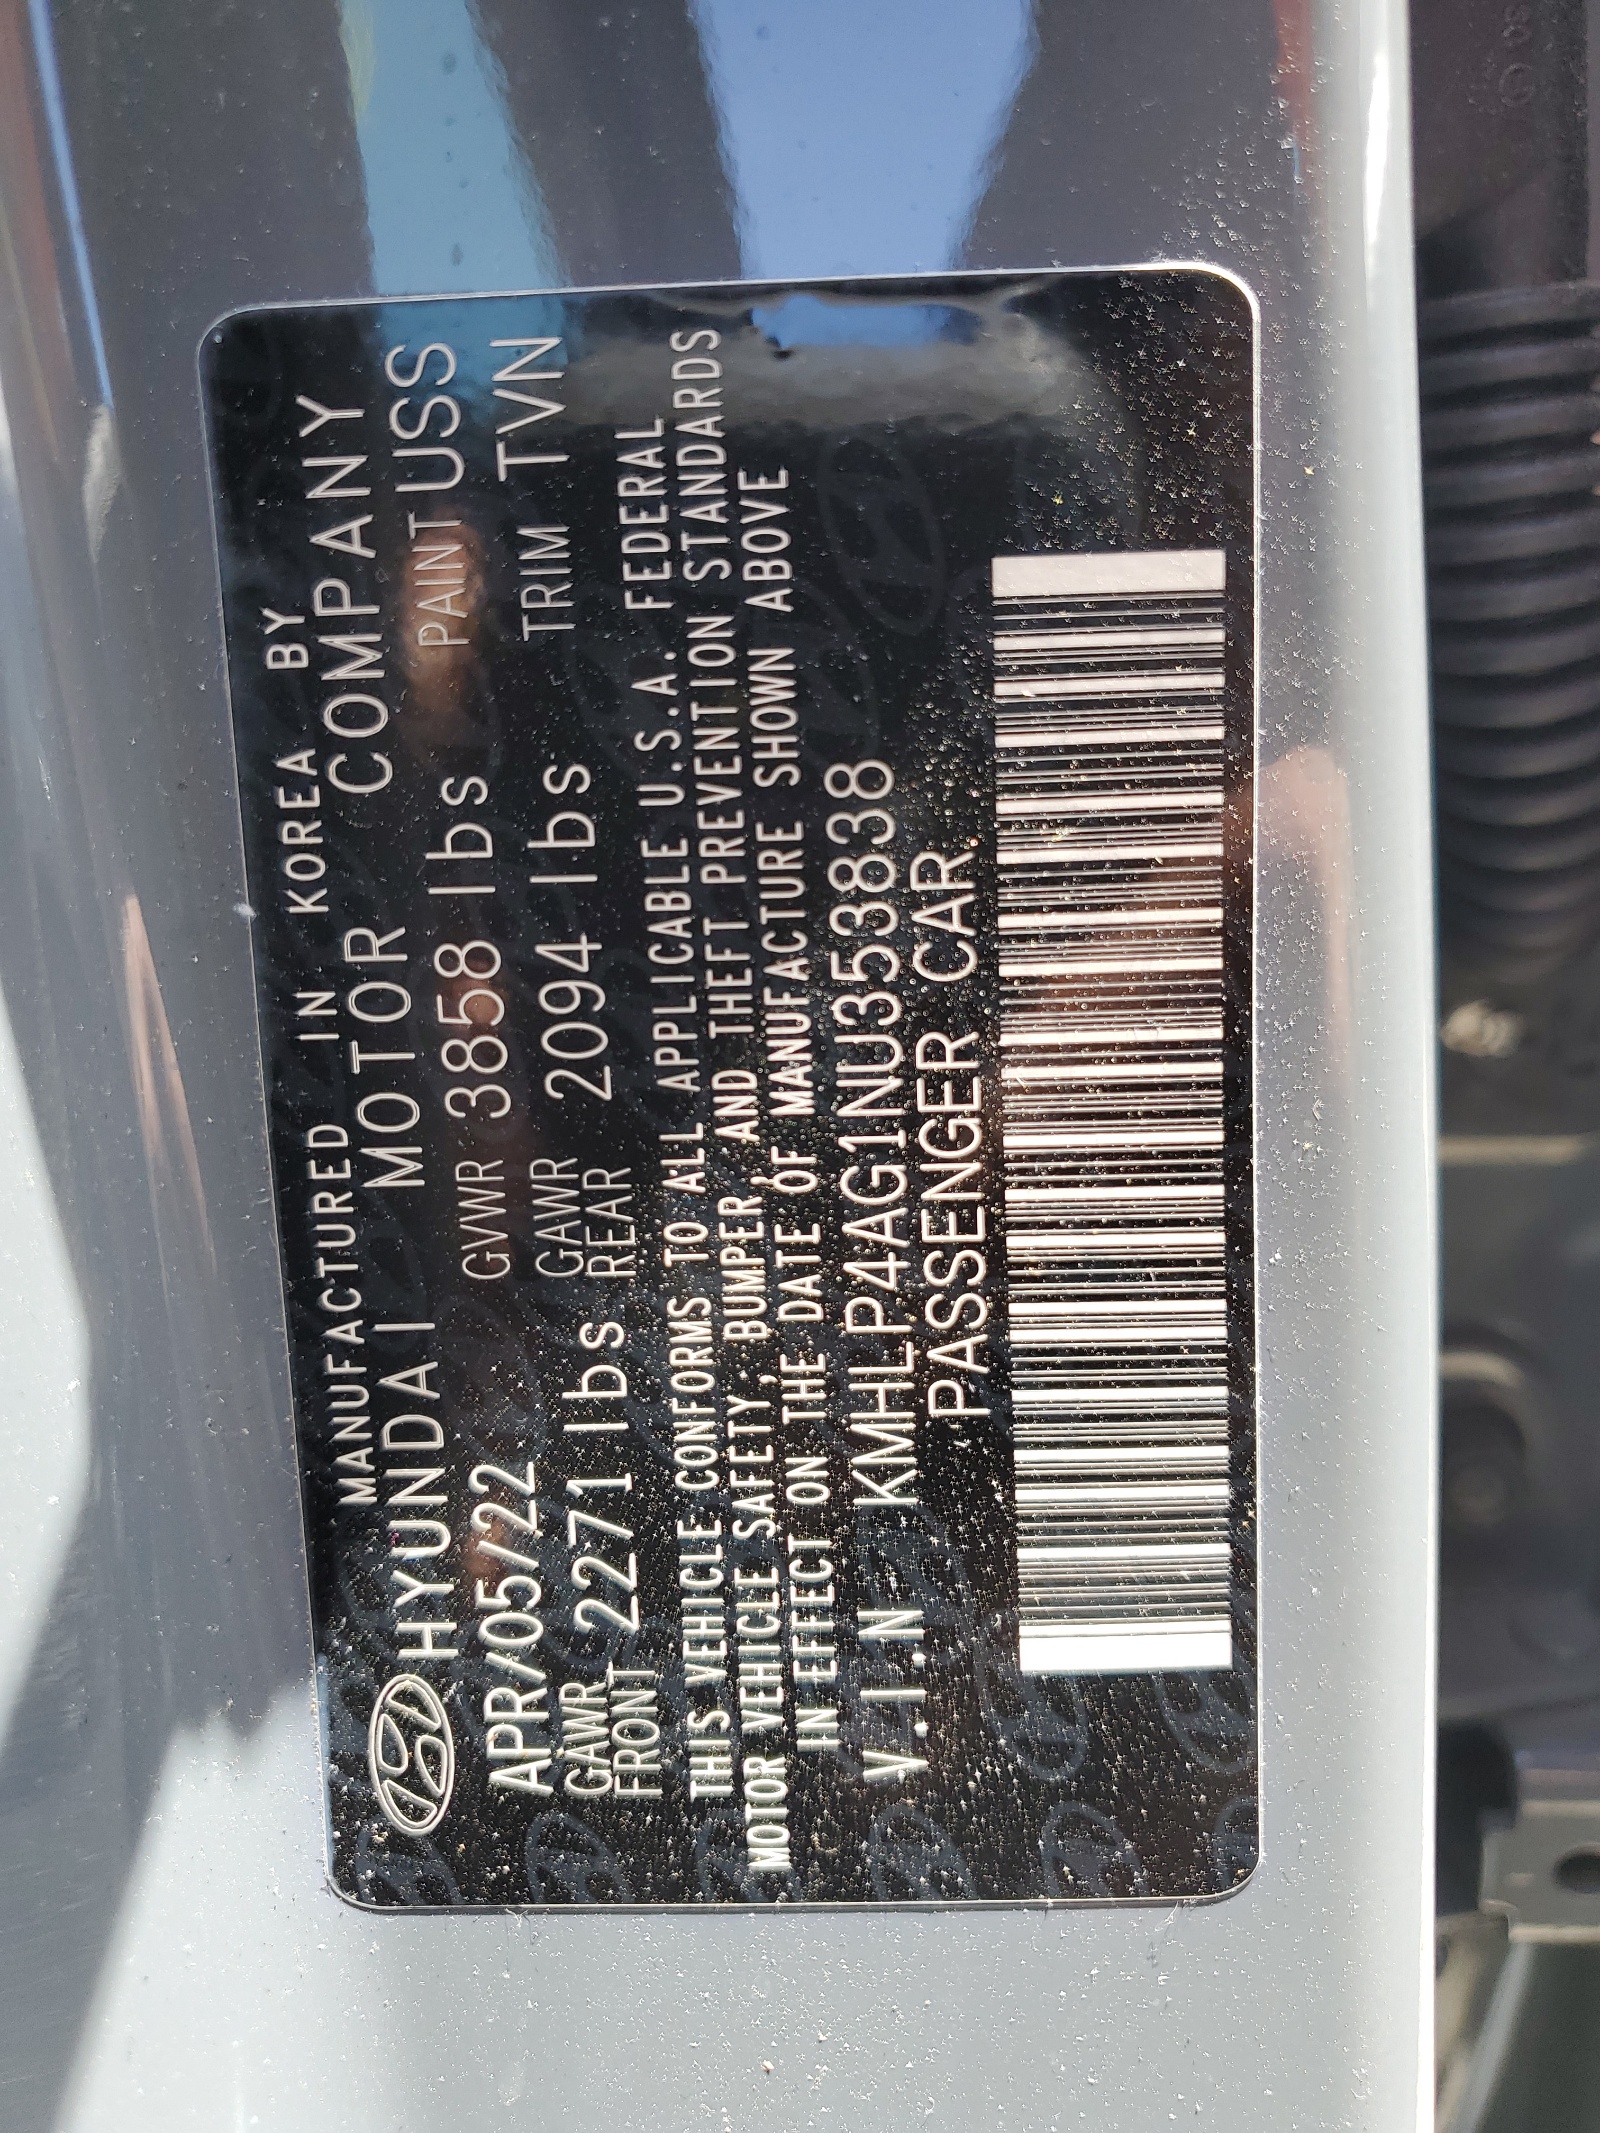 MANUFACTURED IN KOREA BY
HYUNDAI MOTOR COMPANY
APR/05/22 GVWR 3858 lbs PAINT USS
GAWR FRONT 2271 lbs GAWR REAR 2094 lbs TRIM TVN
THIS VEHICLE CONFORMS TO ALL APPLICABLE U.S.A. FEDERAL
MOTOR VEHICLE SAFETY, BUMPER AND THEFT PREVENTION STANDARDS
IN EFFECT ON THE DATE OF MANUFACTURE SHOWN ABOVE
V.I.N KMHLP4AG1NU353838
PASSENGER CAR